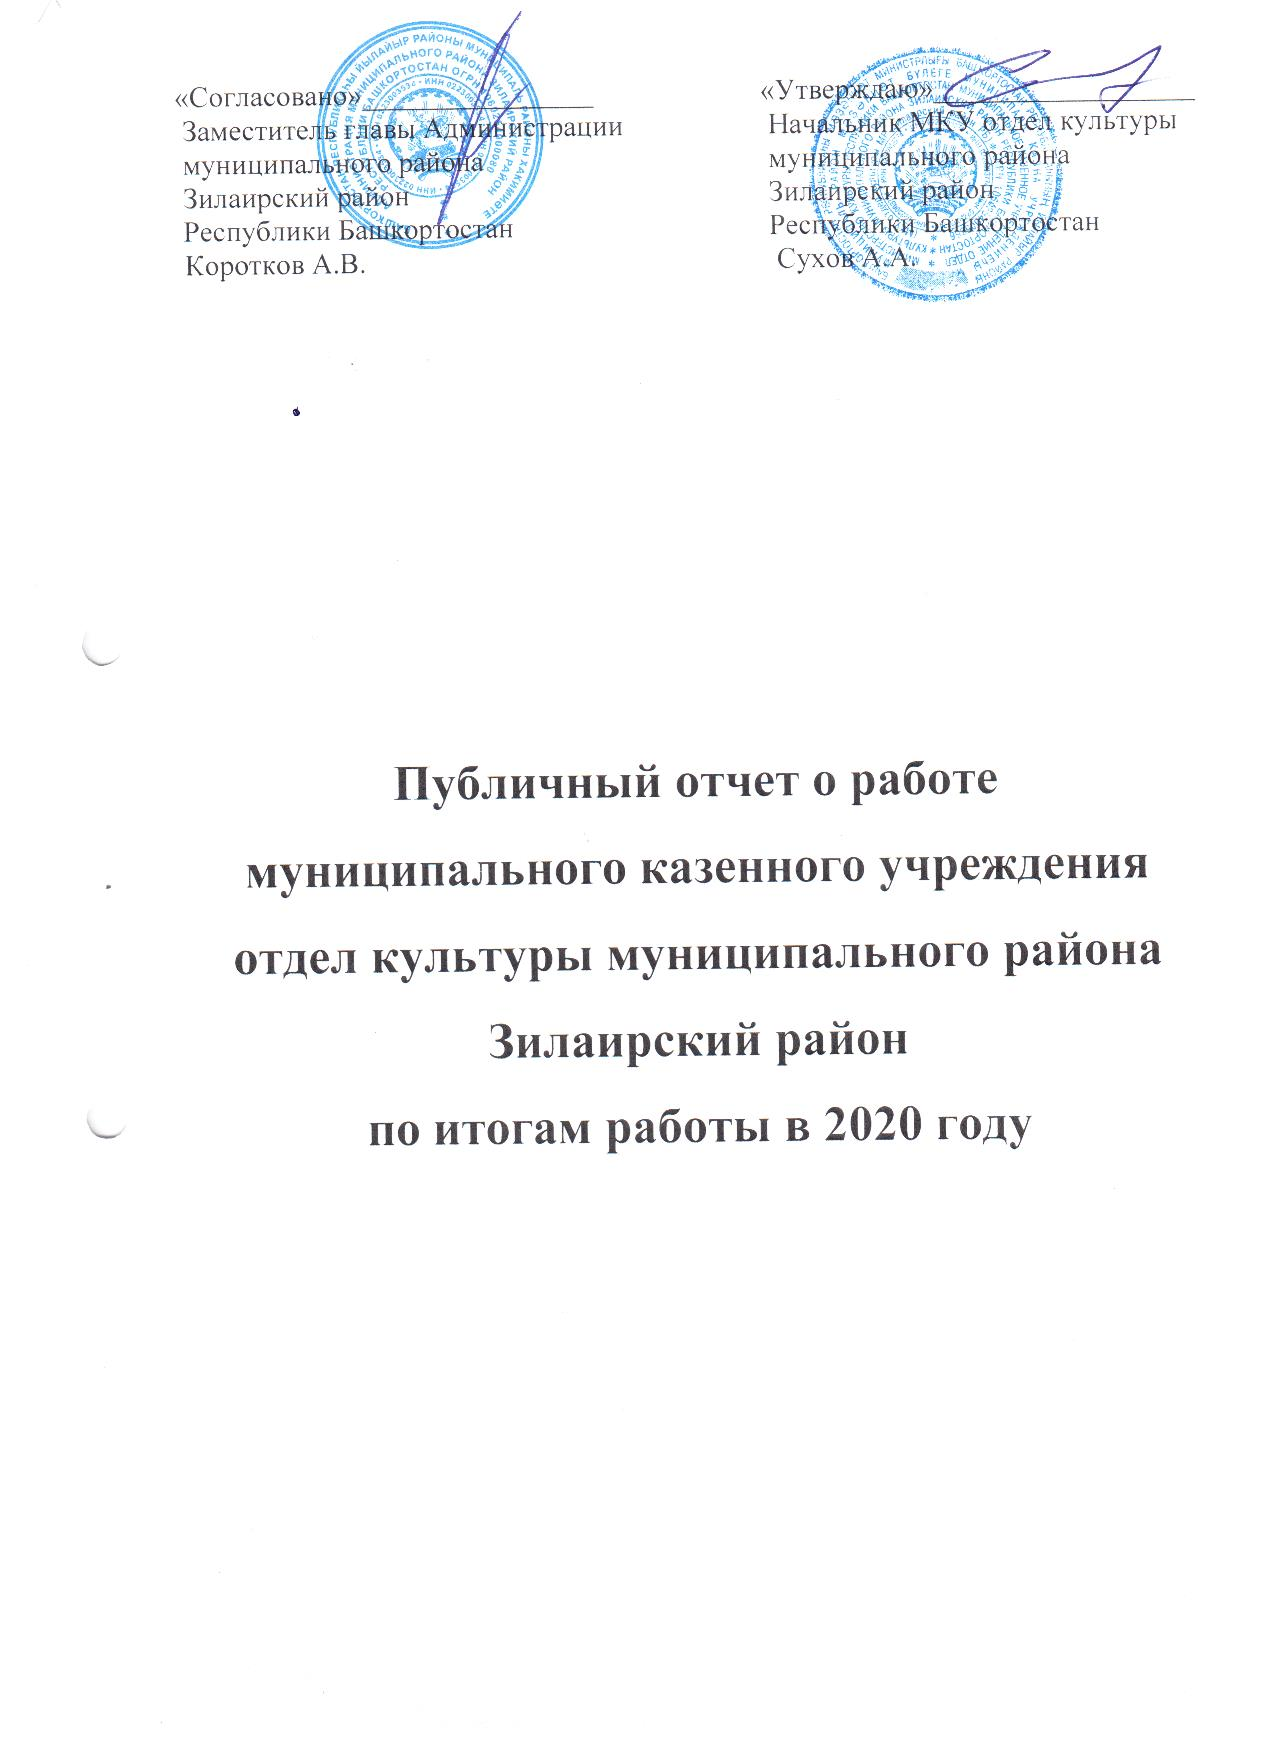 «Согласовано»
Заместитель главы Администрации
муниципального района
Зилаирский район
Республики Башкортостан
Коротков А.В.
«Утверждаю»
Начальник МКУ отдел культуры
муниципального района
Зилаирский район
Республики Башкортостан
Сухов А.А.
Публичный отчет о работе
муниципального казенного учреждения
отдел культуры муниципального района
Зилаирский район
по итогам работы в 2020 году